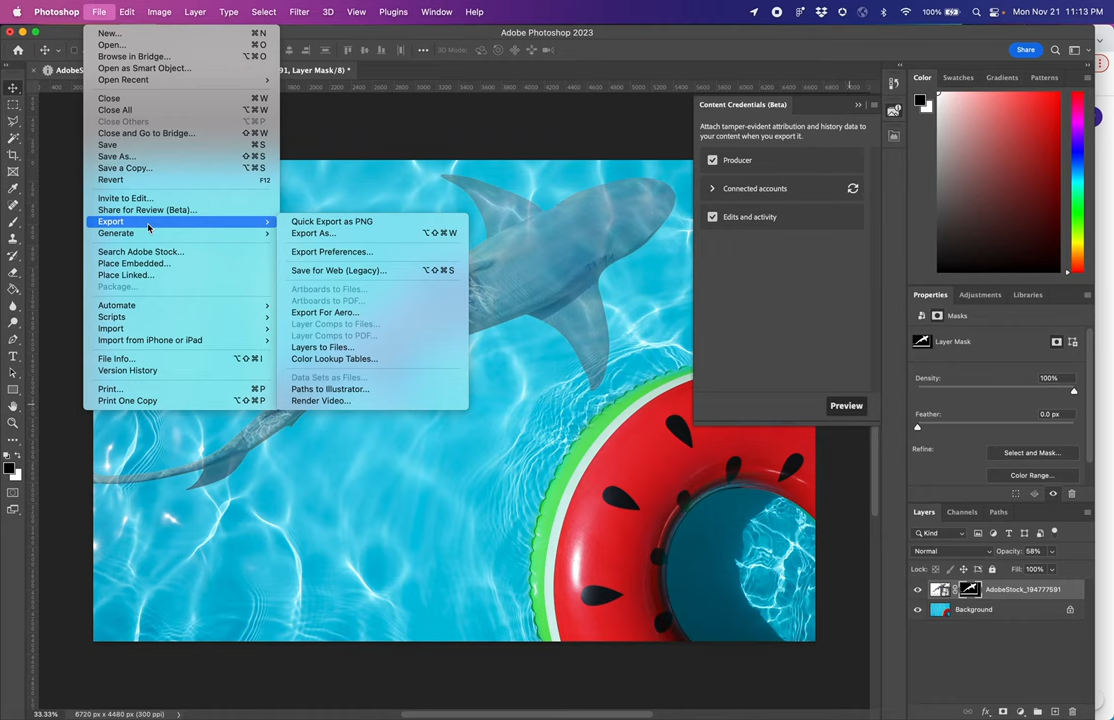 Photoshop File Edit Image Layer Type Select Filter 3D View Plugins Window Help 100% Mon Nov 21 11:13 PM
Adobe Photoshop 2023
3D Mode: Share
91, Layer Mask/8) *
New... ⌘N
Open... ⌘O
Browse in Bridge... ⌥⌘O
Open as Smart Object...
Open Recent
Close ⌘W
Close All ⌥⌘W
Close Others
Close and Go to Bridge... ⇧⌘W
Save ⌘S
Save As... ⇧⌘S
Save a Copy... ⌥⌘S
Revert F12
Invite to Edit...
Share for Review (Beta)...
Export
Generate
Search Adobe Stock...
Place Embedded...
Place Linked...
Package...
Automate
Scripts
Import
Import from iPhone or iPad
File Info... ⌥⇧⌘I
Version History
Print... ⌘P
Print One Copy ⌥⇧⌘P
Quick Export as PNG
Export As... ⌥⇧⌘W
Export Preferences...
Save for Web (Legacy)... ⌥⇧⌘S
Artboards to Files...
Artboards to PDF...
Export For Aero...
Layer Comps to Files...
Layer Comps to PDF...
Layers to Files...
Color Lookup Tables...
Data Sets as Files...
Paths to Illustrator...
Render Video...
Content Credentials (Beta)
Attach tamper-evident attribution and history data to
your content when you export it.
Producer
Connected accounts
Edits and activity
Preview
Color Swatches Gradients Patterns
Properties Adjustments Libraries
Masks
Layer Mask
Density: 100%
Feather: 0.0 px
Refine: Select and Mask...
Color Range...
Layers Channels Paths
Kind
Normal Opacity: 58%
Lock: Fill: 100%
AdobeStock_194777591
Background
33.33% 6720 px x 4480 px (300 ppi)